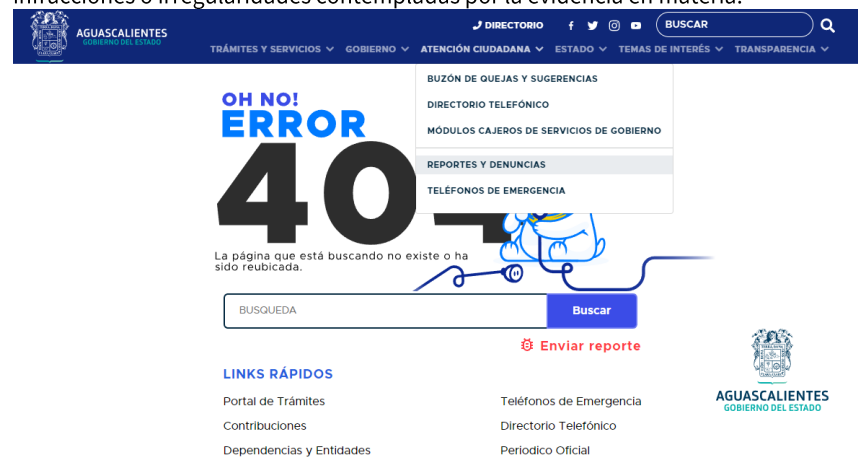 infracciones o irregularidades contempladas por la evidencia en materia.
AGUASCALIENTES
GOBIERNO DEL ESTADO
DIRECTORIO
BUSCAR
TRÁMITES Y SERVICIOS
GOBIERNO
ATENCIÓN CIUDADANA
ESTADO
TEMAS DE INTERÉS
TRANSPARENCIA
BUZÓN DE QUEJAS Y SUGERENCIAS
DIRECTORIO TELEFÓNICO
MÓDULOS CAJEROS DE SERVICIOS DE GOBIERNO
REPORTES Y DENUNCIAS
TELÉFONOS DE EMERGENCIA
OH NO!
ERROR
404
La página que está buscando no existe o ha
sido reubicada.
BUSQUEDA
Buscar
Enviar reporte
LINKS RÁPIDOS
Portal de Trámites
Teléfonos de Emergencia
Contribuciones
Directorio Telefónico
Dependencias y Entidades
Periodico Oficial
AGUASCALIENTES
GOBIERNO DEL ESTADO